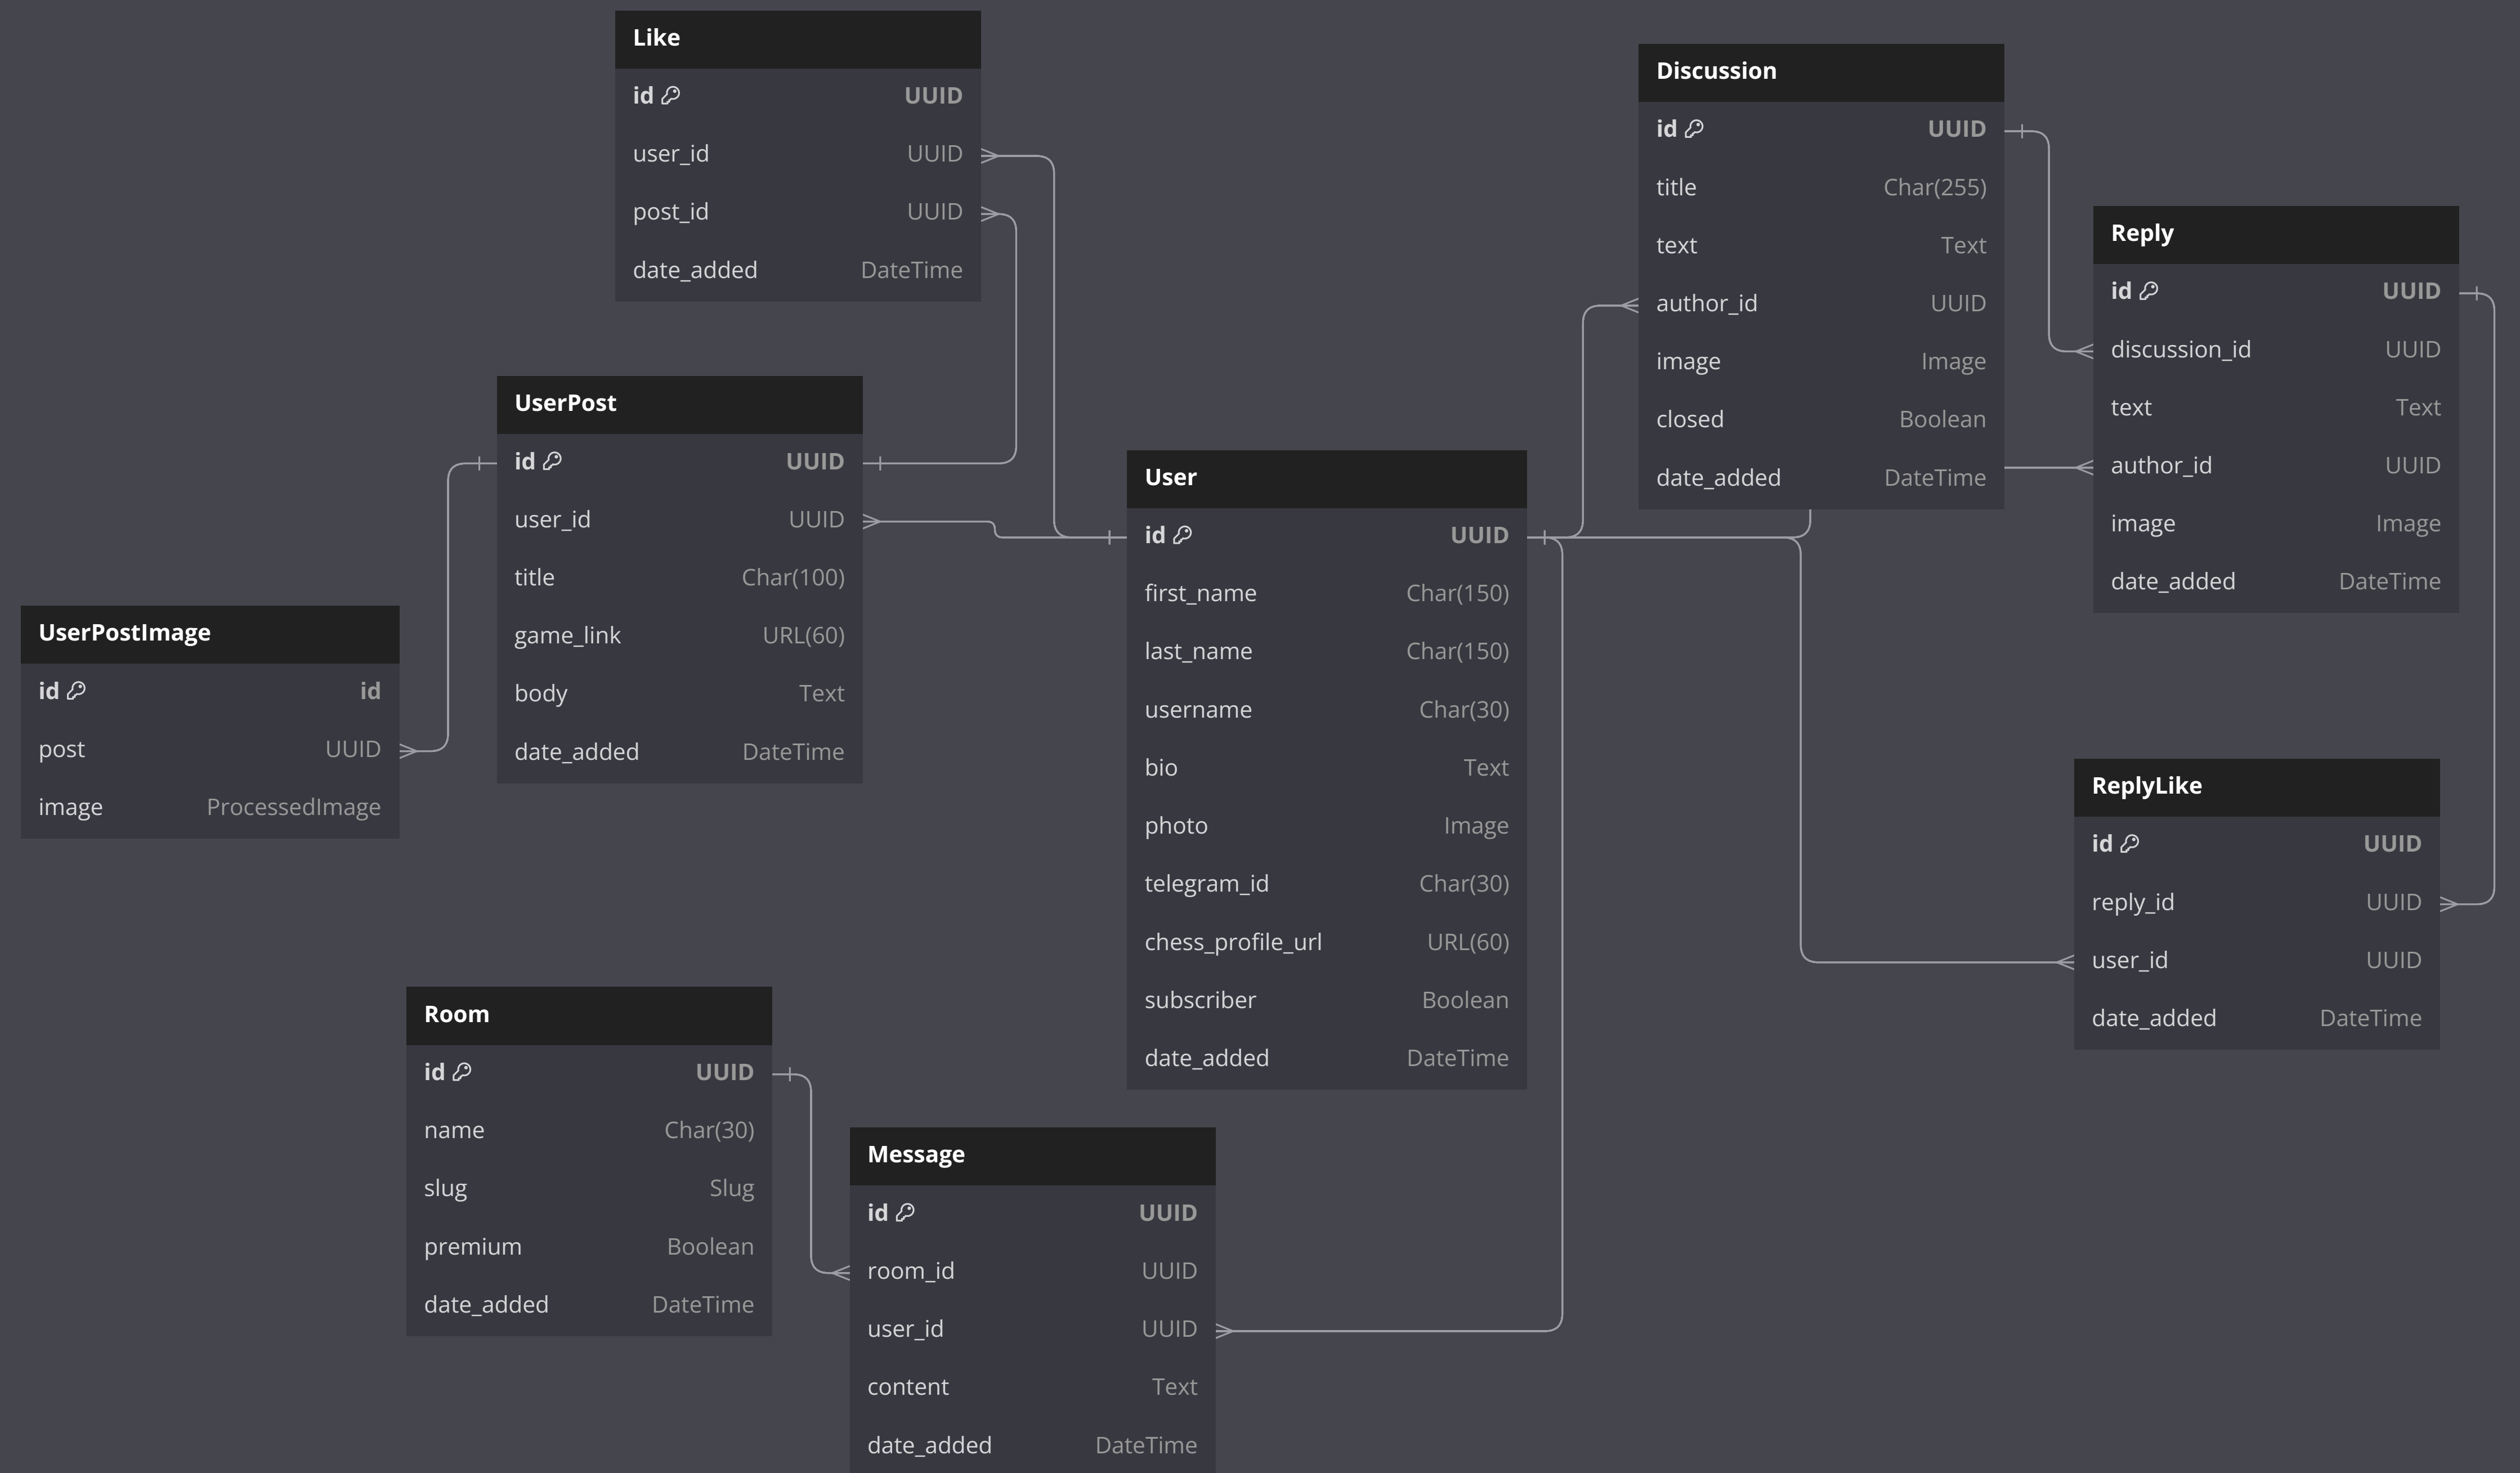 Like
id UUID
user_id UUID
post_id UUID
date_added DateTime
Discussion
id UUID
title Char(255)
text Text
author_id UUID
image Image
closed Boolean
date_added DateTime
Reply
id UUID
discussion_id UUID
text Text
author_id UUID
image Image
date_added DateTime
UserPost
id UUID
user_id UUID
title Char(100)
game_link URL(60)
body Text
date_added DateTime
User
id UUID
first_name Char(150)
last_name Char(150)
username Char(30)
bio Text
photo Image
telegram_id Char(30)
chess_profile_url URL(60)
subscriber Boolean
date_added DateTime
UserPostImage
id id
post UUID
image ProcessedImage
ReplyLike
id UUID
reply_id UUID
user_id UUID
date_added DateTime
Room
id UUID
name Char(30)
slug Slug
premium Boolean
date_added DateTime
Message
id UUID
room_id UUID
user_id UUID
content Text
date_added DateTime